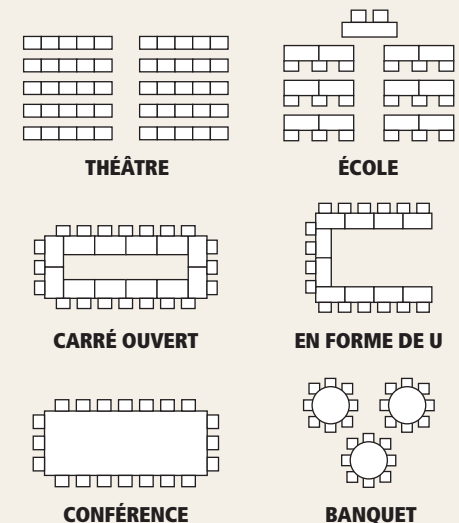 THÉÂTRE
ÉCOLE
CARRÉ OUVERT
EN FORME DE U
CONFÉRENCE
BANQUET